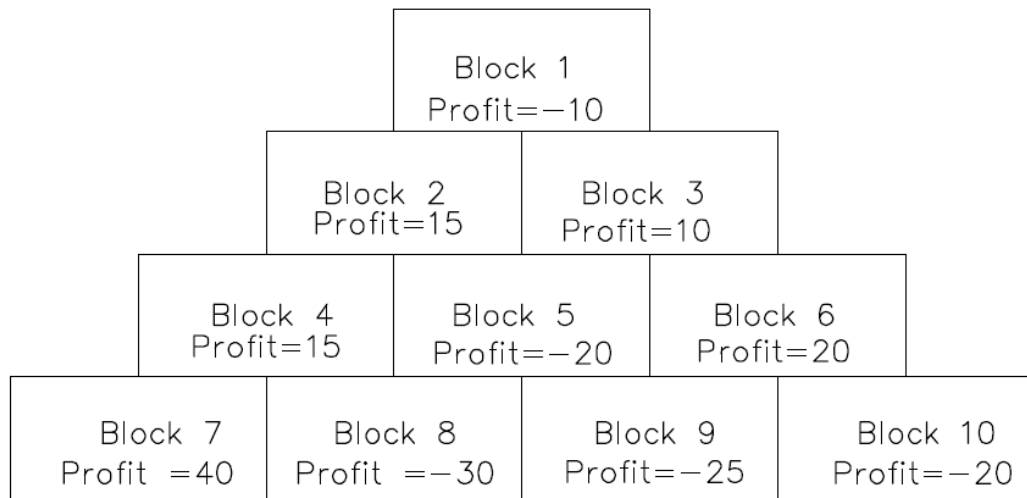 Block 1
Profit=-10
Block 2
Profit=15
Block 3
Profit=10
Block 4
Profit=15
Block 5
Profit=-20
Block 6
Profit=20
Block 7
Profit =40
Block 8
Profit =-30
Block 9
Profit=-25
Block 10
Profit=-20